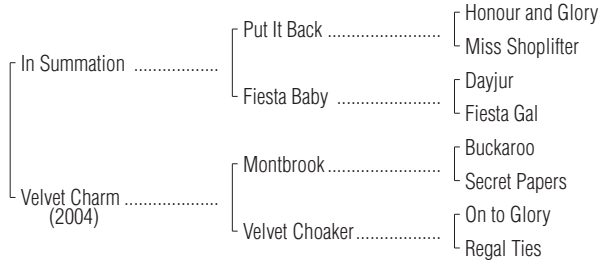 Honour and Glory
Put It Back ..................
Miss Shoplifter
In Summation ..................
Dayjur
Fiesta Baby ..................
Fiesta Gal
Buckaroo
Montbrook ..................
Secret Papers
Velvet Charm ..................
(2004)
On to Glory
Velvet Choaker ..................
Regal Ties